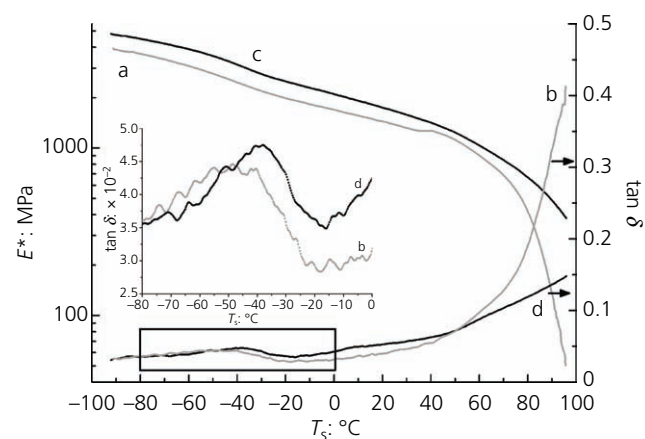 0.5
c
a
b
0.4
5.0
4.5
4.0
3.5
3.0
2.5
tan δ: × 10⁻²
d
b
−80 −70 −60 −50 −40 −30 −20 −10 0
Tₛ: °C
1000
100
E*: MPa
0.3
0.2
0.1
0
tan δ
d
−100 −80 −60 −40 −20 0 20 40 60 80 100
Tₛ: °C